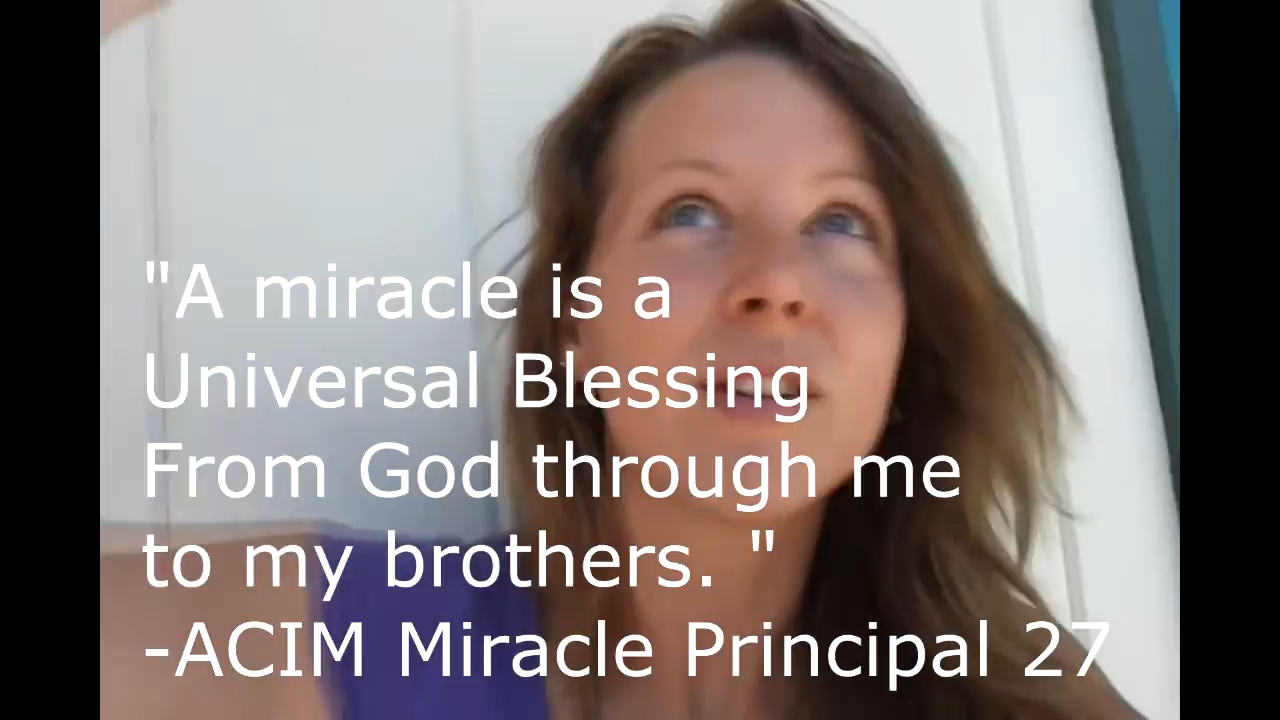 "A miracle is a
Universal Blessing
From God through me
to my brothers. "
-ACIM Miracle Principal 27